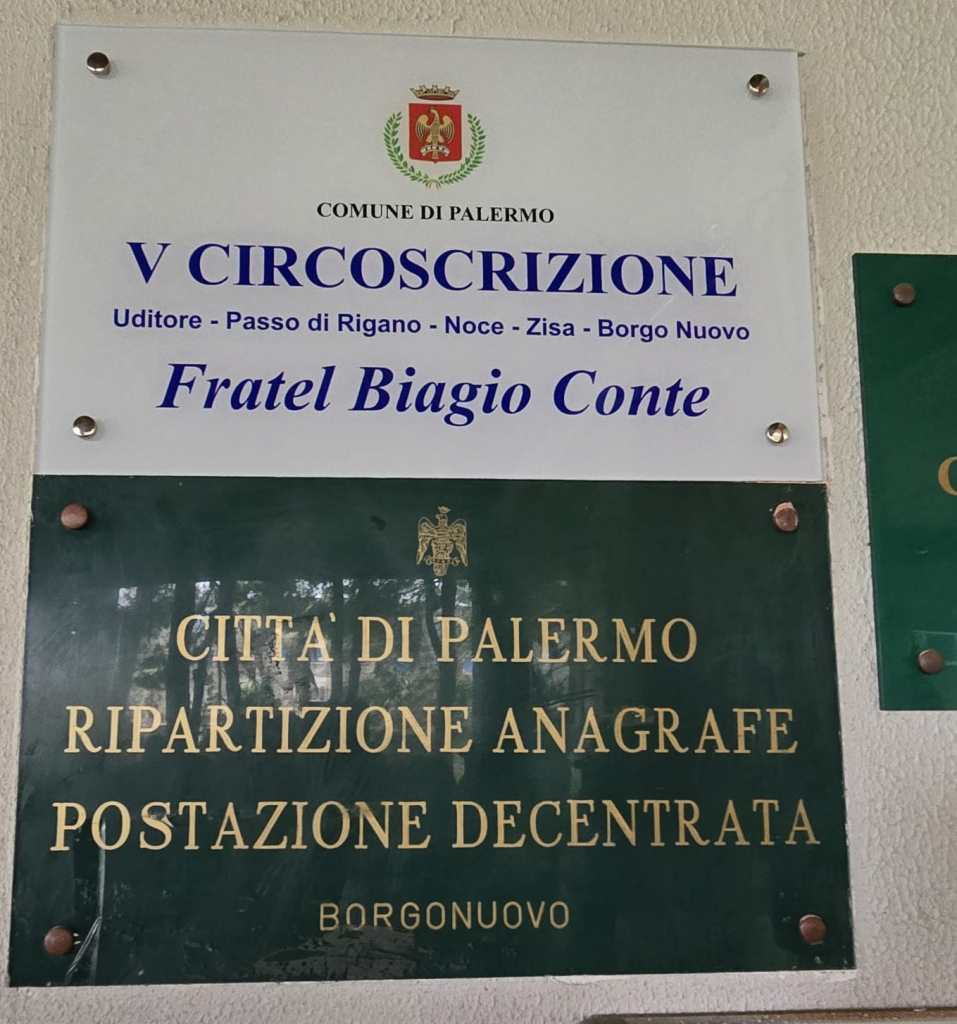 COMUNE DI PALERMO
V CIRCOSCRIZIONE
Uditore - Passo di Rigano - Noce - Zisa - Borgo Nuovo
Fratel Biagio Conte
CITTA' DI PALERMO
RIPARTIZIONE ANAGRAFE
POSTAZIONE DECENTRATA
BORGONUOVO